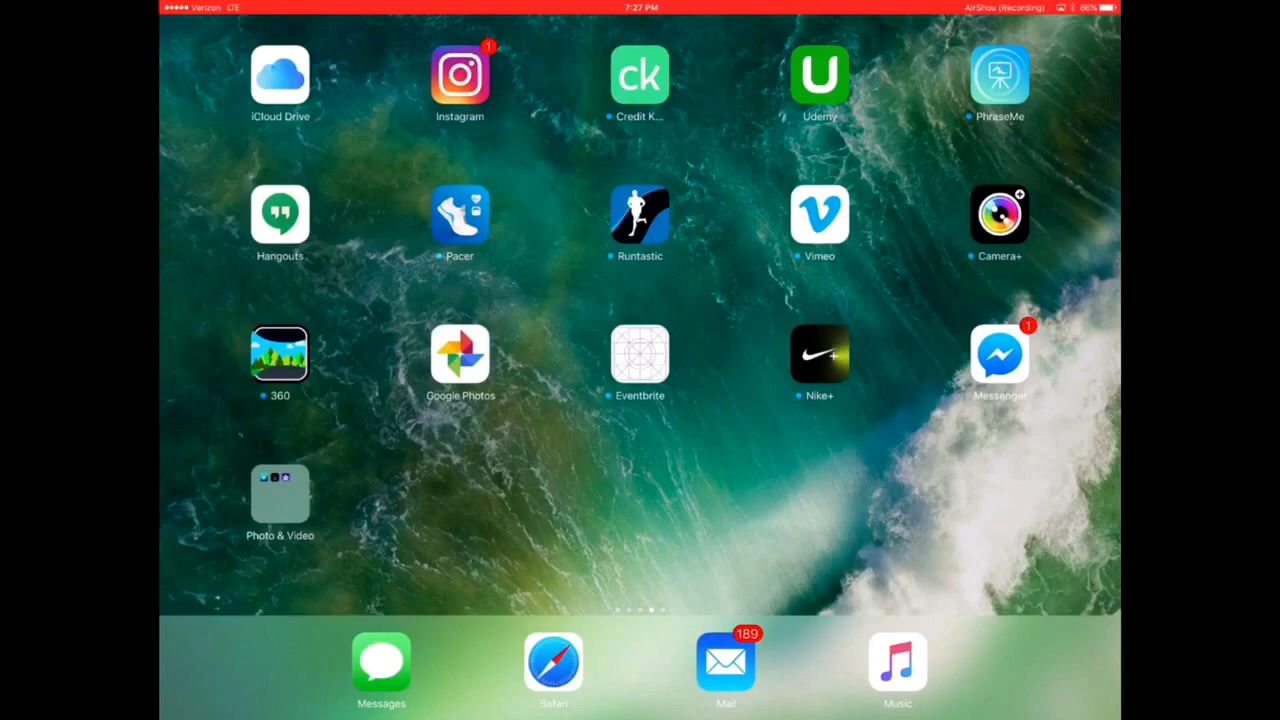 Verizon LTE 7:27 PM AirShou (Recording) 86%
1
ck U
iCloud Drive Instagram Credit K... Udemy PhraseMe
Hangouts Pacer Runtastic Vimeo Camera+
1
360 Google Photos Eventbrite Nike+ Messenger
Photo & Video
189
Messages Safari Mail Music